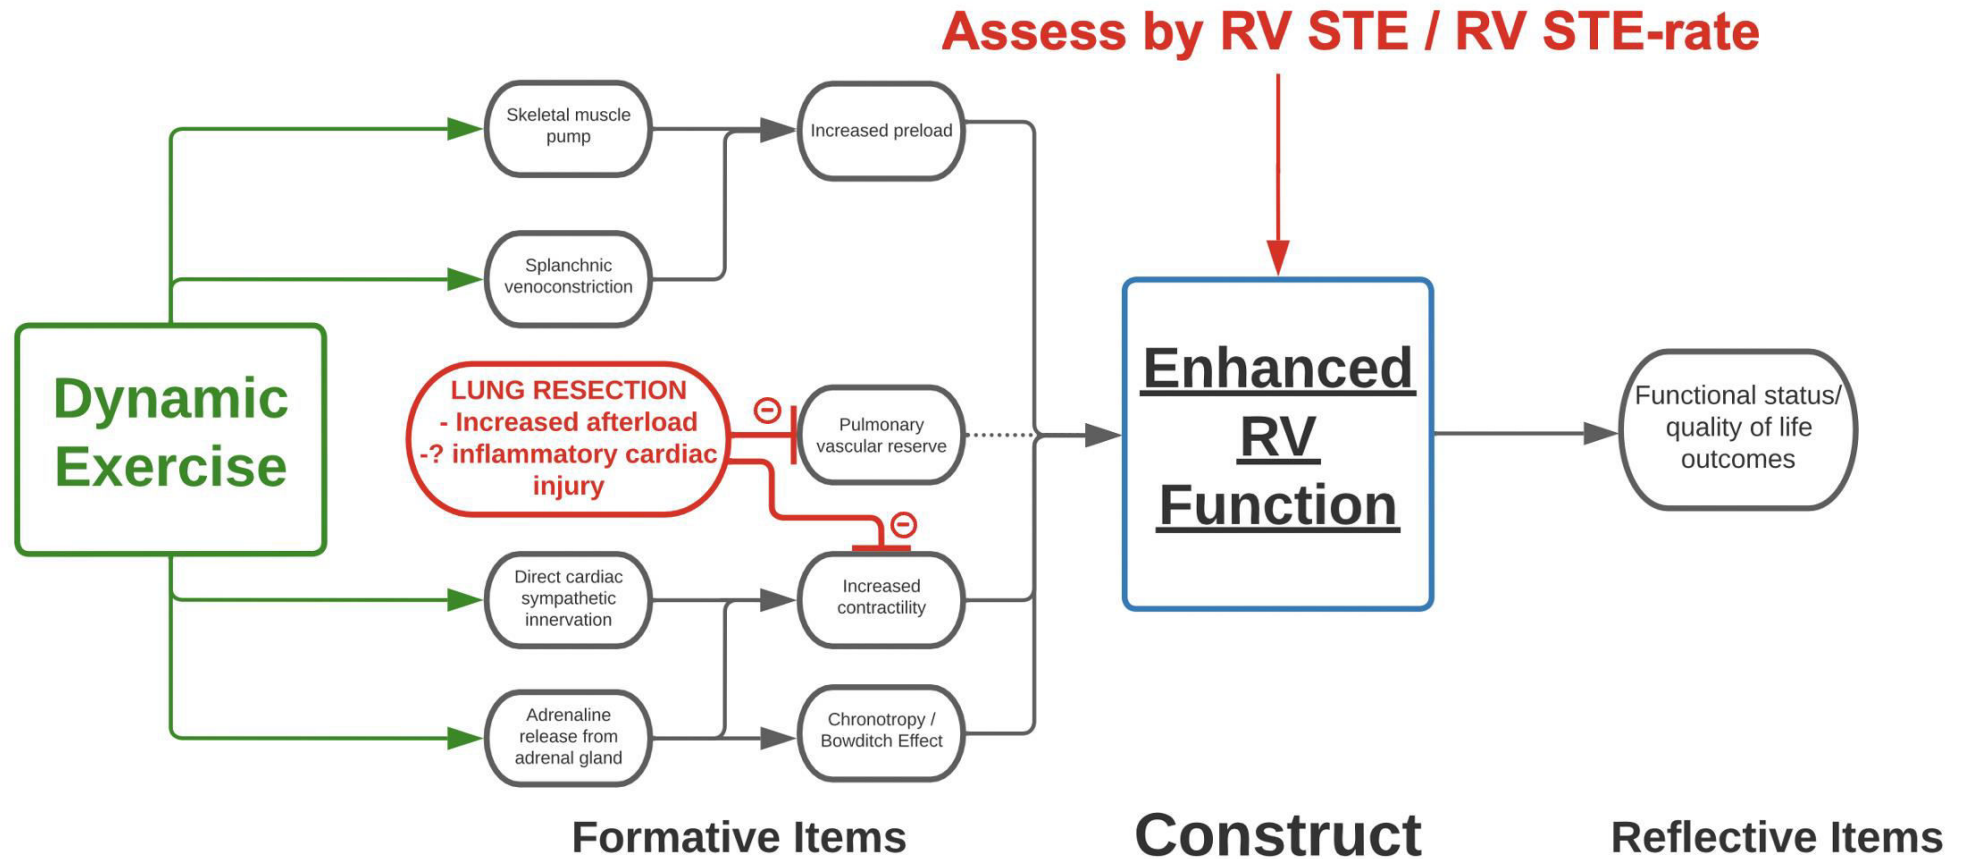 Assess by RV STE / RV STE-rate
Skeletal muscle
pump
Increased preload
Splanchnic
venoconstriction
Dynamic
Exercise
LUNG RESECTION
- Increased afterload
-? inflammatory cardiac
injury
Pulmonary
vascular reserve
Direct cardiac
sympathetic
innervation
Increased
contractility
Adrenaline
release from
adrenal gland
Chronotropy /
Bowditch Effect
Enhanced
RV
Function
Functional status/
quality of life
outcomes
Formative Items
Construct
Reflective Items